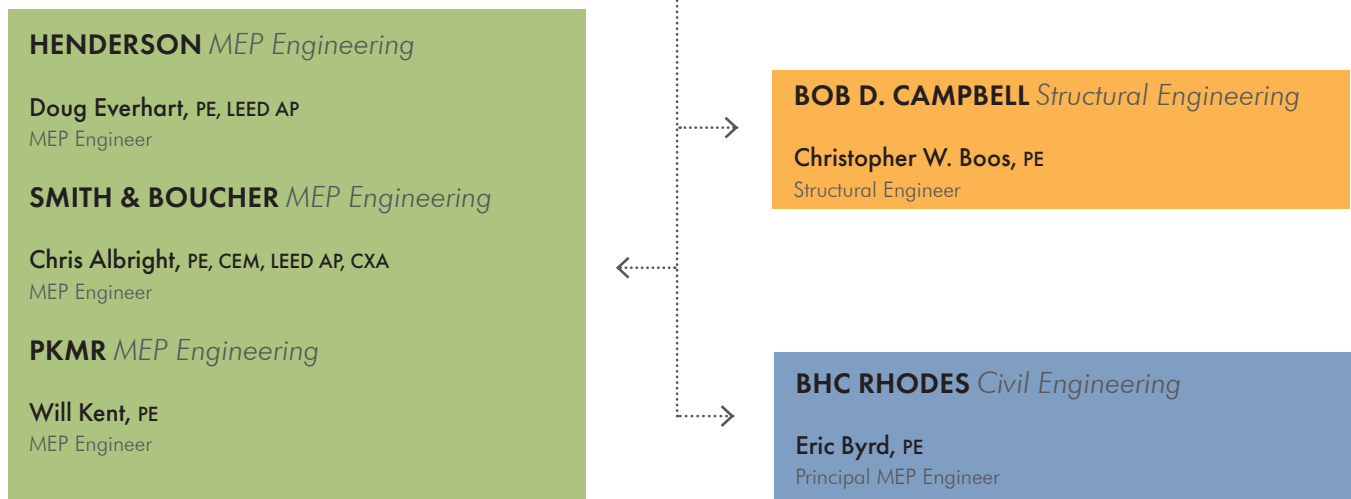 HENDERSON MEP Engineering
Doug Everhart, PE, LEED AP
MEP Engineer
SMITH & BOUCHER MEP Engineering
Chris Albright, PE, CEM, LEED AP, CXA
MEP Engineer
PKMR MEP Engineering
Will Kent, PE
MEP Engineer
BOB D. CAMPBELL Structural Engineering
Christopher W. Boos, PE
Structural Engineer
BHC RHODES Civil Engineering
Eric Byrd, PE
Principal MEP Engineer